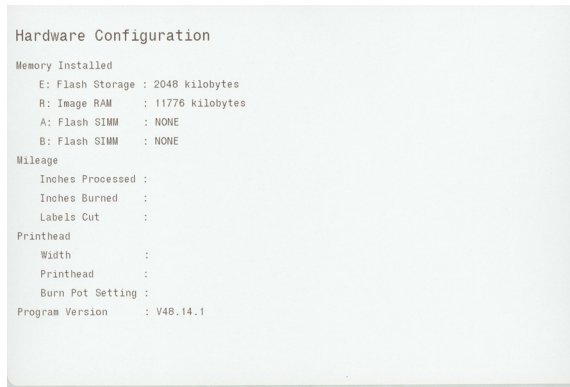 Hardware Configuration
Memory Installed
E: Flash Storage : 2048 kilobytes
R: Image RAM : 11776 kilobytes
A: Flash SIMM : NONE
B: Flash SIMM : NONE
Mileage
Inches Processed :
Inches Burned :
Labels Cut :
Printhead
Width :
Printhead :
Burn Pot Setting :
Program Version : V48.14.1